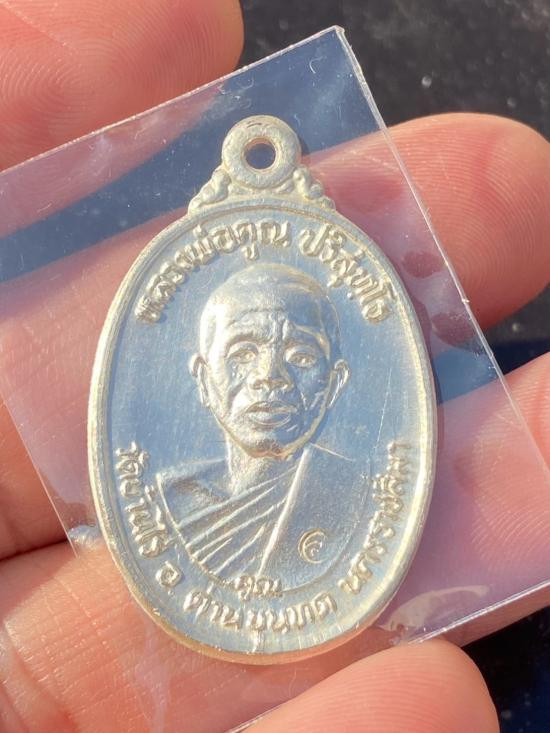 หลวงพ่อคูณ ปริสุทฺโธ
คูณ
วัดบ้านไร่ อ. ด่านขุนทด นครราชสีมา